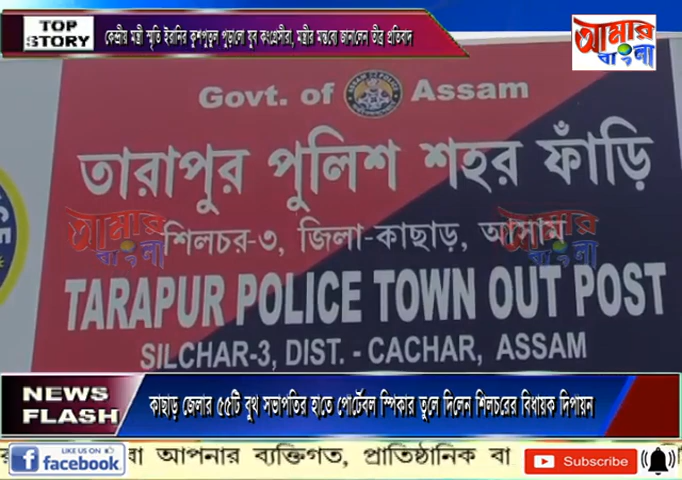 TOP STORY
কেন্দ্রীয় মন্ত্রী স্মৃতি ইরানির কুশপুত্তুল পুড়ালো যুব কংগ্রেসীরা, মন্ত্রীর মন্তব্যে জানালেন তীব্র প্রতিবাদ
আমার বাংলা
Govt. of Assam
তারাপুর পুলিশ শহর ফাঁড়ি
শিলচর-৩, জিলা-কাছাড়, আসাম
TARAPUR POLICE TOWN OUT POST
SILCHAR-3, DIST. - CACHAR, ASSAM
NEWS FLASH
কাছাড় জেলার ৫৫টি বুথ সভাপতির হাতে পোর্টেবল স্পিকার তুলে দিলেন শিলচরের বিধায়ক দিপায়ন
LIKE US ON facebook
বা আপনার ব্যক্তিগত, প্রাতিষ্ঠানিক বা
Subscribe